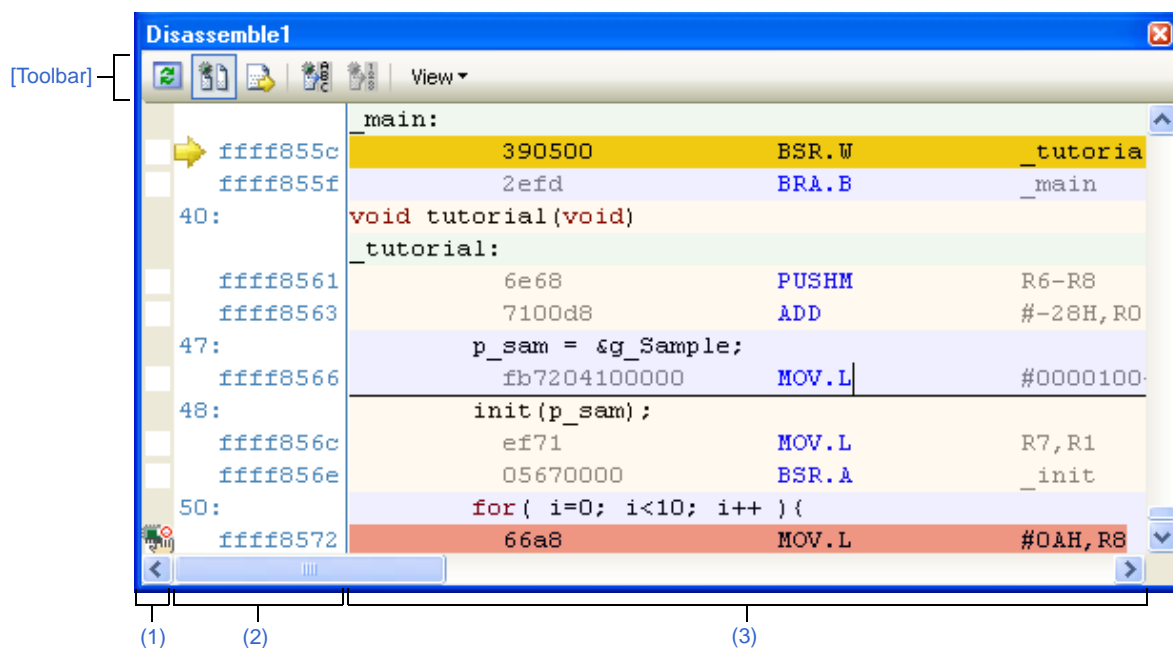 Disassemble1
[Toolbar]
View
_main:
ffff855c 390500 BSR.W _tutoria
ffff855f 2efd BRA.B _main
40: void tutorial(void)
_tutorial:
ffff8561 6e68 PUSHM R6-R8
ffff8563 7100d8 ADD #-28H,R0
47: p_sam = &g_Sample;
ffff8566 fb7204100000 MOV.L #0000100
48: init(p_sam);
ffff856c ef71 MOV.L R7,R1
ffff856e 05670000 BSR.A _init
50: for( i=0; i<10; i++ ){
ffff8572 66a8 MOV.L #0AH,R8
(1) (2) (3)